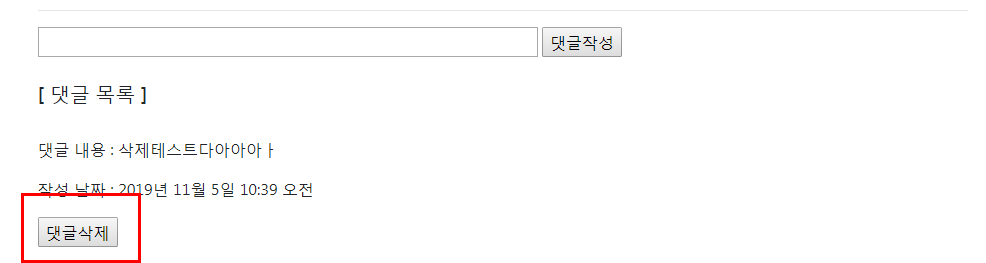 댓글작성
[ 댓글 목록 ]
댓글 내용 : 삭제테스트다아아아ㅏ
작성 날짜 : 2019년 11월 5일 10:39 오전
댓글삭제